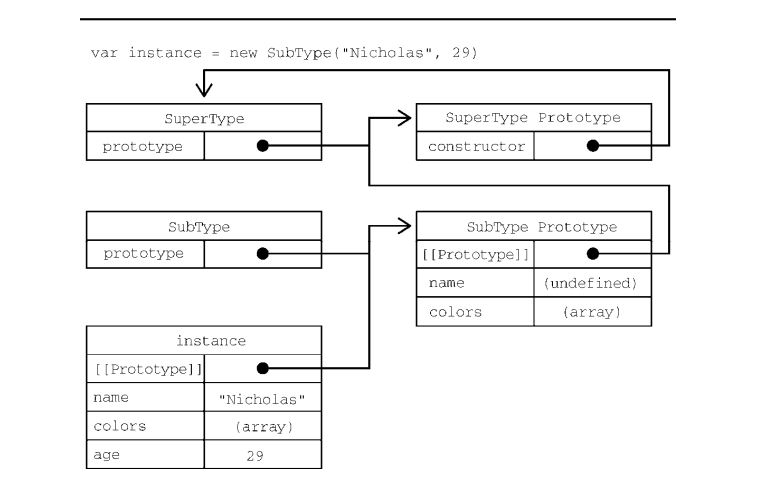 var instance = new SubType("Nicholas", 29)
SuperType
prototype
SuperType Prototype
constructor
SubType
prototype
SubType Prototype
[[Prototype]]
name (undefined)
colors (array)
instance
[[Prototype]]
name "Nicholas"
colors (array)
age 29